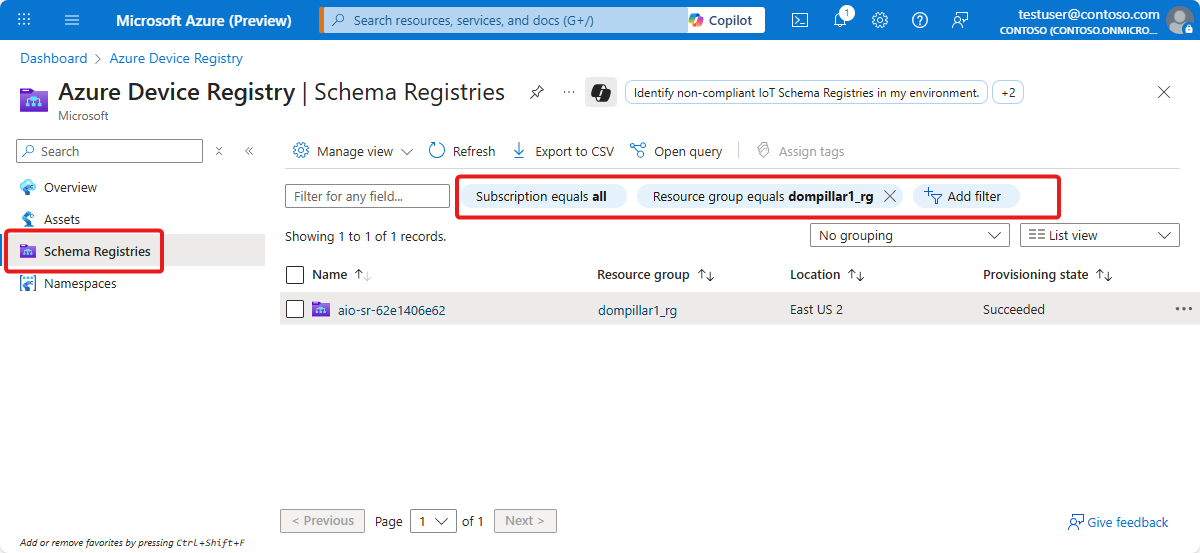 Microsoft Azure (Preview)
Search resources, services, and docs (G+/)
Copilot
1
testuser@contoso.com
CONTOSO (CONTOSO.ONMICRO...
Dashboard > Azure Device Registry
Azure Device Registry | Schema Registries
...
Identify non-compliant IoT Schema Registries in my environment.
+2
Microsoft
Search
Overview
Assets
Schema Registries
Namespaces
Manage view
Refresh
Export to CSV
Open query
Assign tags
Filter for any field...
Subscription equals all
Resource group equals dompillar1_rg
Add filter
Showing 1 to 1 of 1 records.
No grouping
List view
Name
Resource group
Location
Provisioning state
aio-sr-62e1406e62
dompillar1_rg
East US 2
Succeeded
...
< Previous
Page
1
of 1
Next >
Give feedback
Add or remove favorites by pressing Ctrl+Shift+F